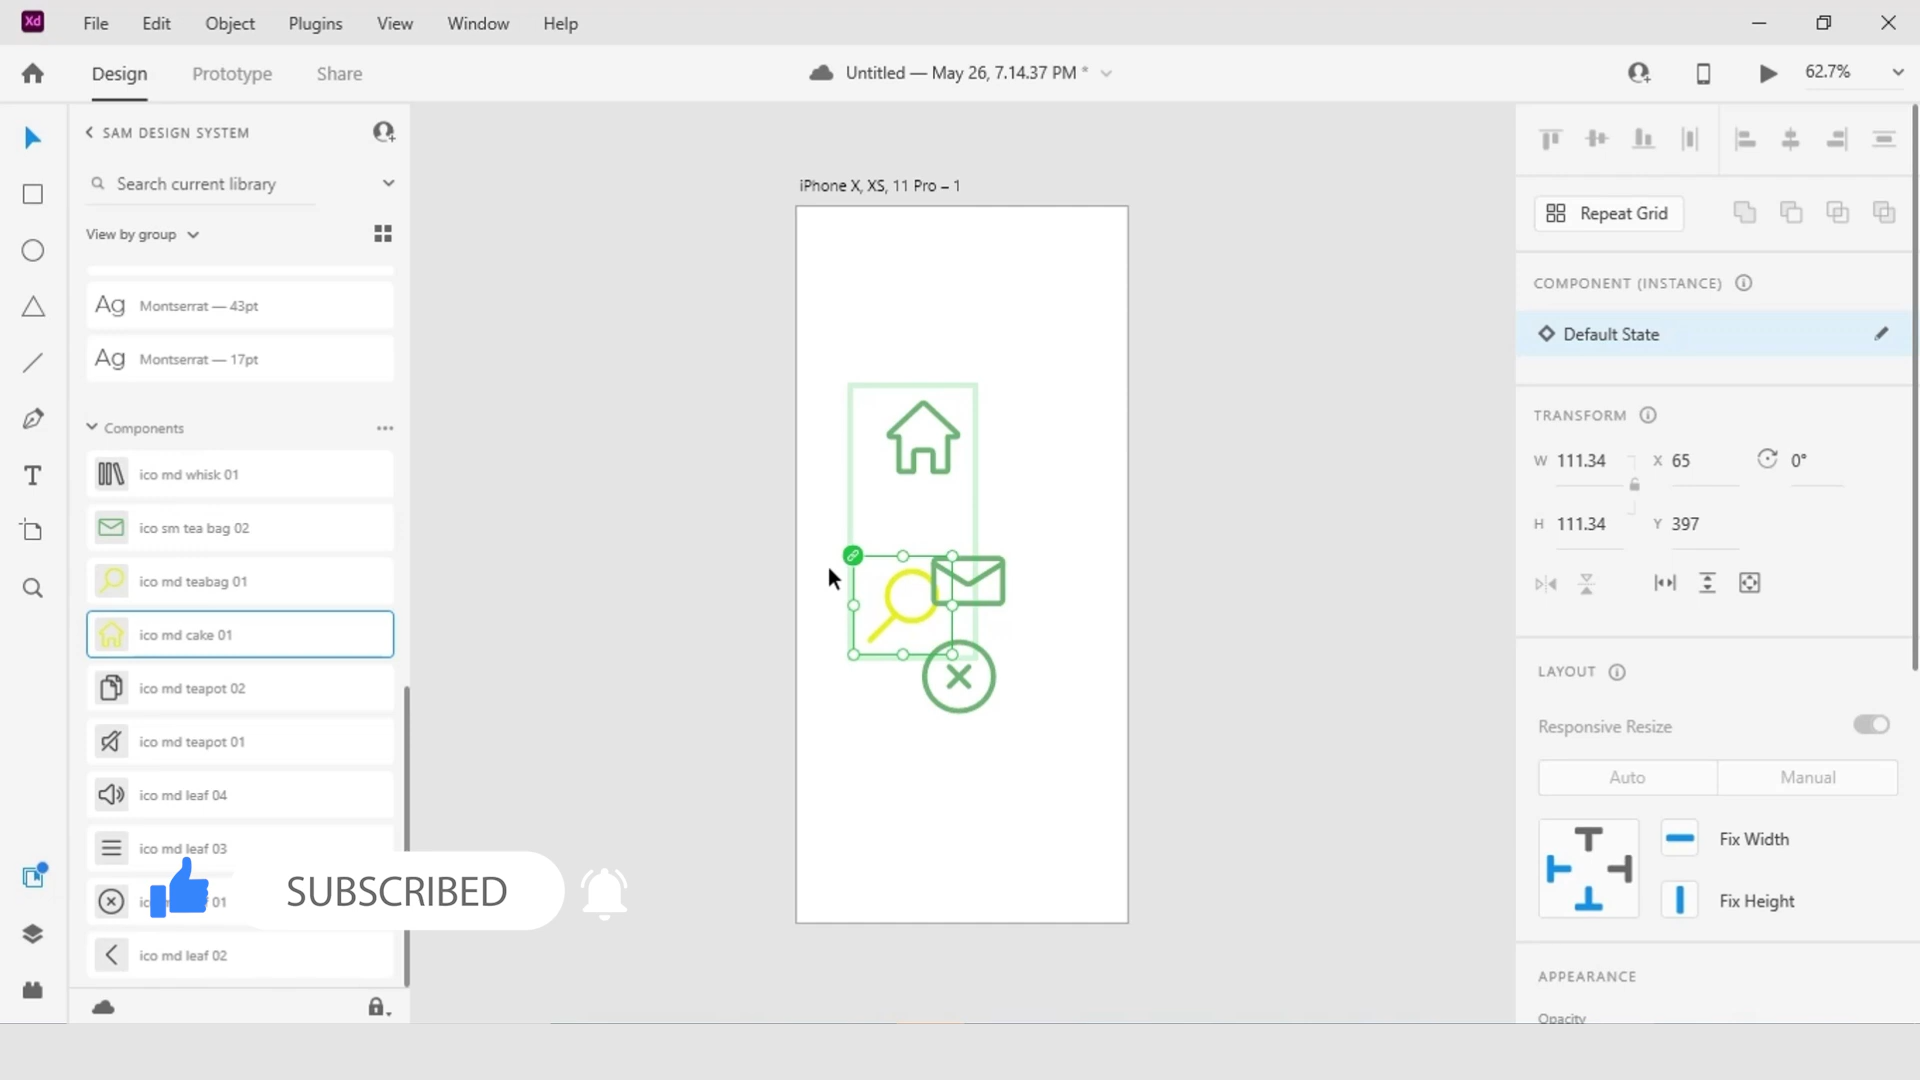 Xd File Edit Object Plugins View Window Help
Design Prototype Share
Untitled — May 26, 7.14.37 PM *
62.7%
SAM DESIGN SYSTEM
Search current library
View by group
Ag Montserrat — 43pt
Ag Montserrat — 17pt
Components
ico md whisk 01
ico sm tea bag 02
ico md teabag 01
ico md cake 01
ico md teapot 02
ico md teapot 01
ico md leaf 04
ico md leaf 03
01
ico md leaf 02
SUBSCRIBED
iPhone X, XS, 11 Pro – 1
Repeat Grid
COMPONENT (INSTANCE)
Default State
TRANSFORM
W 111.34 X 65 0°
H 111.34 Y 397
LAYOUT
Responsive Resize
Auto Manual
Fix Width
Fix Height
APPEARANCE
Opacity